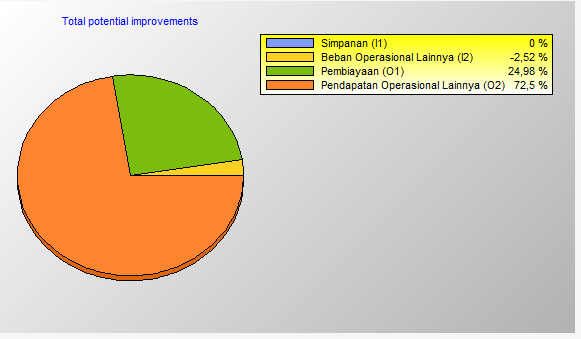 Total potential improvements
Simpanan (I1) 0 %
Beban Operasional Lainnya (I2) -2,52 %
Pembiayaan (O1) 24,98 %
Pendapatan Operasional Lainnya (O2) 72,5 %